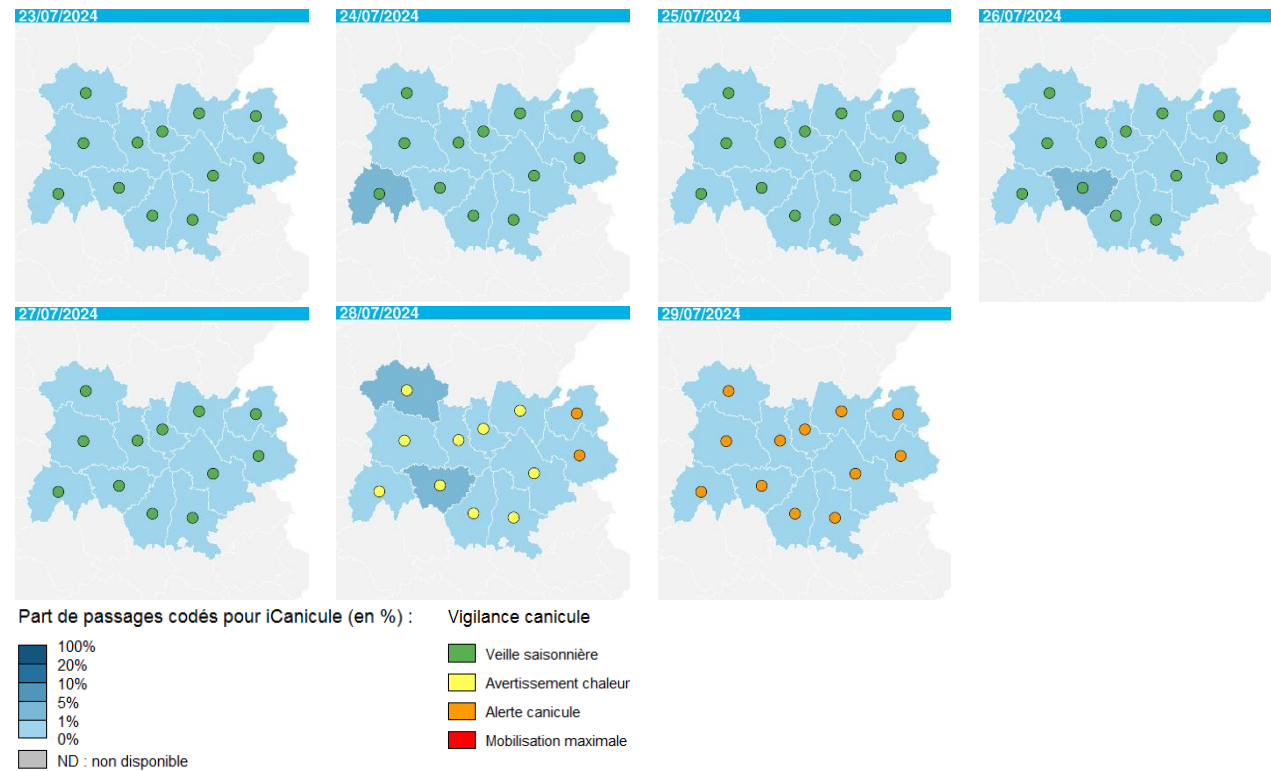 23/07/2024
24/07/2024
25/07/2024
26/07/2024
27/07/2024
28/07/2024
29/07/2024
Part de passages codés pour iCanicule (en %) :
100%
20%
10%
5%
1%
0%
ND : non disponible
Vigilance canicule
Veille saisonnière
Avertissement chaleur
Alerte canicule
Mobilisation maximale